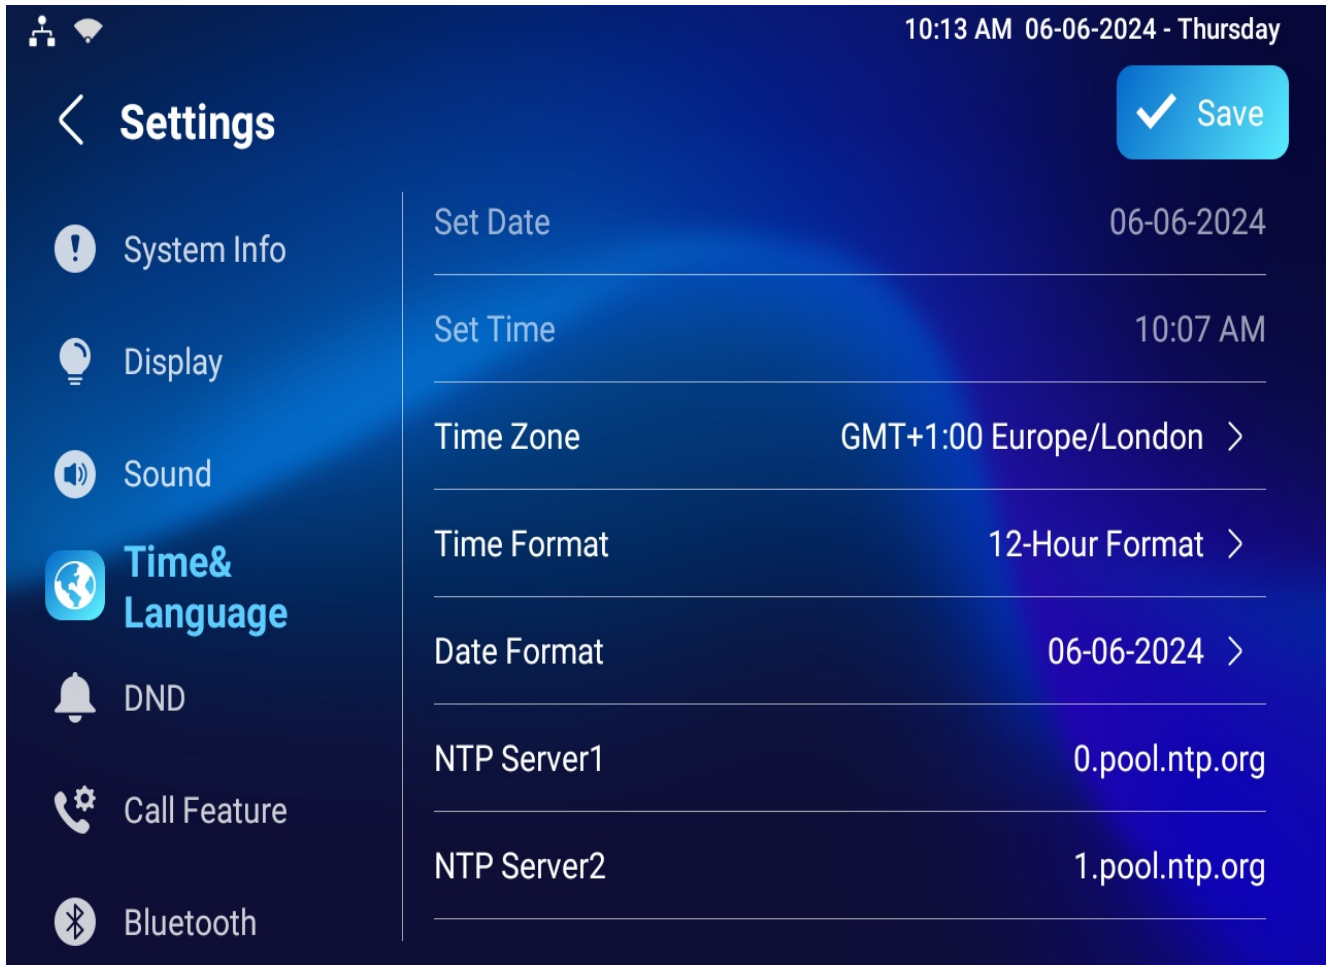 10:13 AM 06-06-2024 - Thursday
Settings
Save
System Info
Display
Sound
Time&
Language
DND
Call Feature
Bluetooth
Set Date 06-06-2024
Set Time 10:07 AM
Time Zone GMT+1:00 Europe/London
Time Format 12-Hour Format
Date Format 06-06-2024
NTP Server1 0.pool.ntp.org
NTP Server2 1.pool.ntp.org